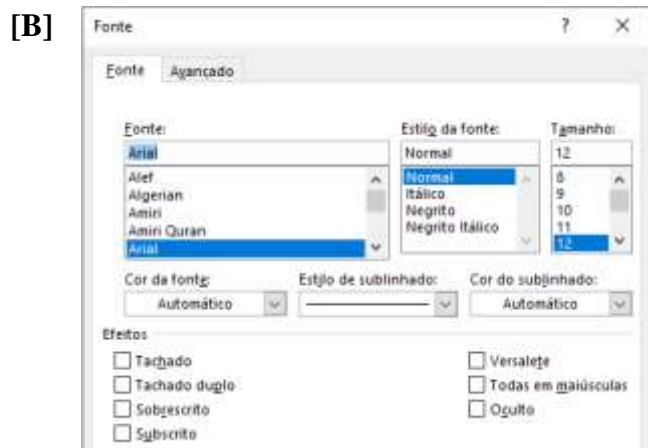 [B]
Fonte ? ×
Fonte Avançado
Fonte: Estilo da fonte: Tamanho:
Arial Normal 12
Alef Normal 8
Algerian Itálico 9
Amiri Negrito 10
Amiri Quran Negrito Itálico 11
Arial 12
Cor da fonte: Estilo de sublinhado: Cor do sublinhado:
Automático Automático
Efeitos
Tachado Versalete
Tachado duplo Todas em maiúsculas
Sobrescrito Oculto
Subscrito